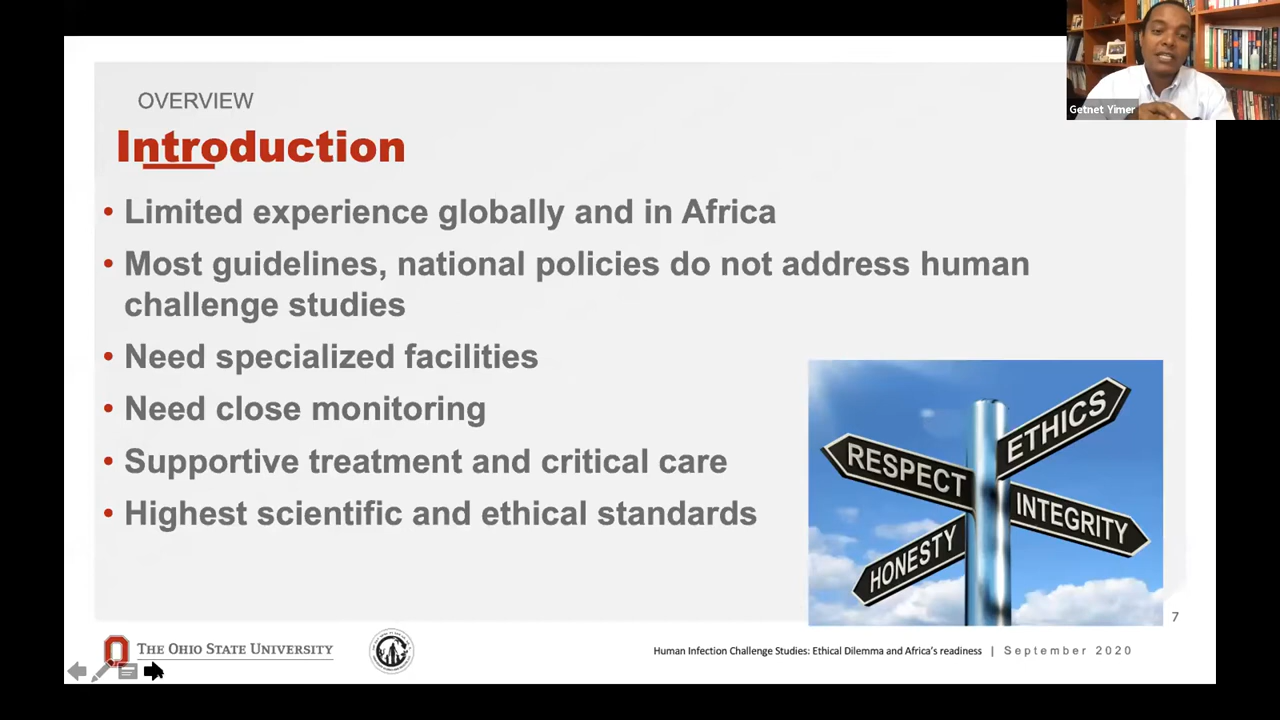 Getnet Yimer
OVERVIEW
Introduction
• Limited experience globally and in Africa
• Most guidelines, national policies do not address human
challenge studies
• Need specialized facilities
• Need close monitoring
• Supportive treatment and critical care
• Highest scientific and ethical standards
ETHICS
RESPECT
INTEGRITY
HONESTY
7
THE OHIO STATE UNIVERSITY
Human Infection Challenge Studies: Ethical Dilemma and Africa's readiness | September 2020